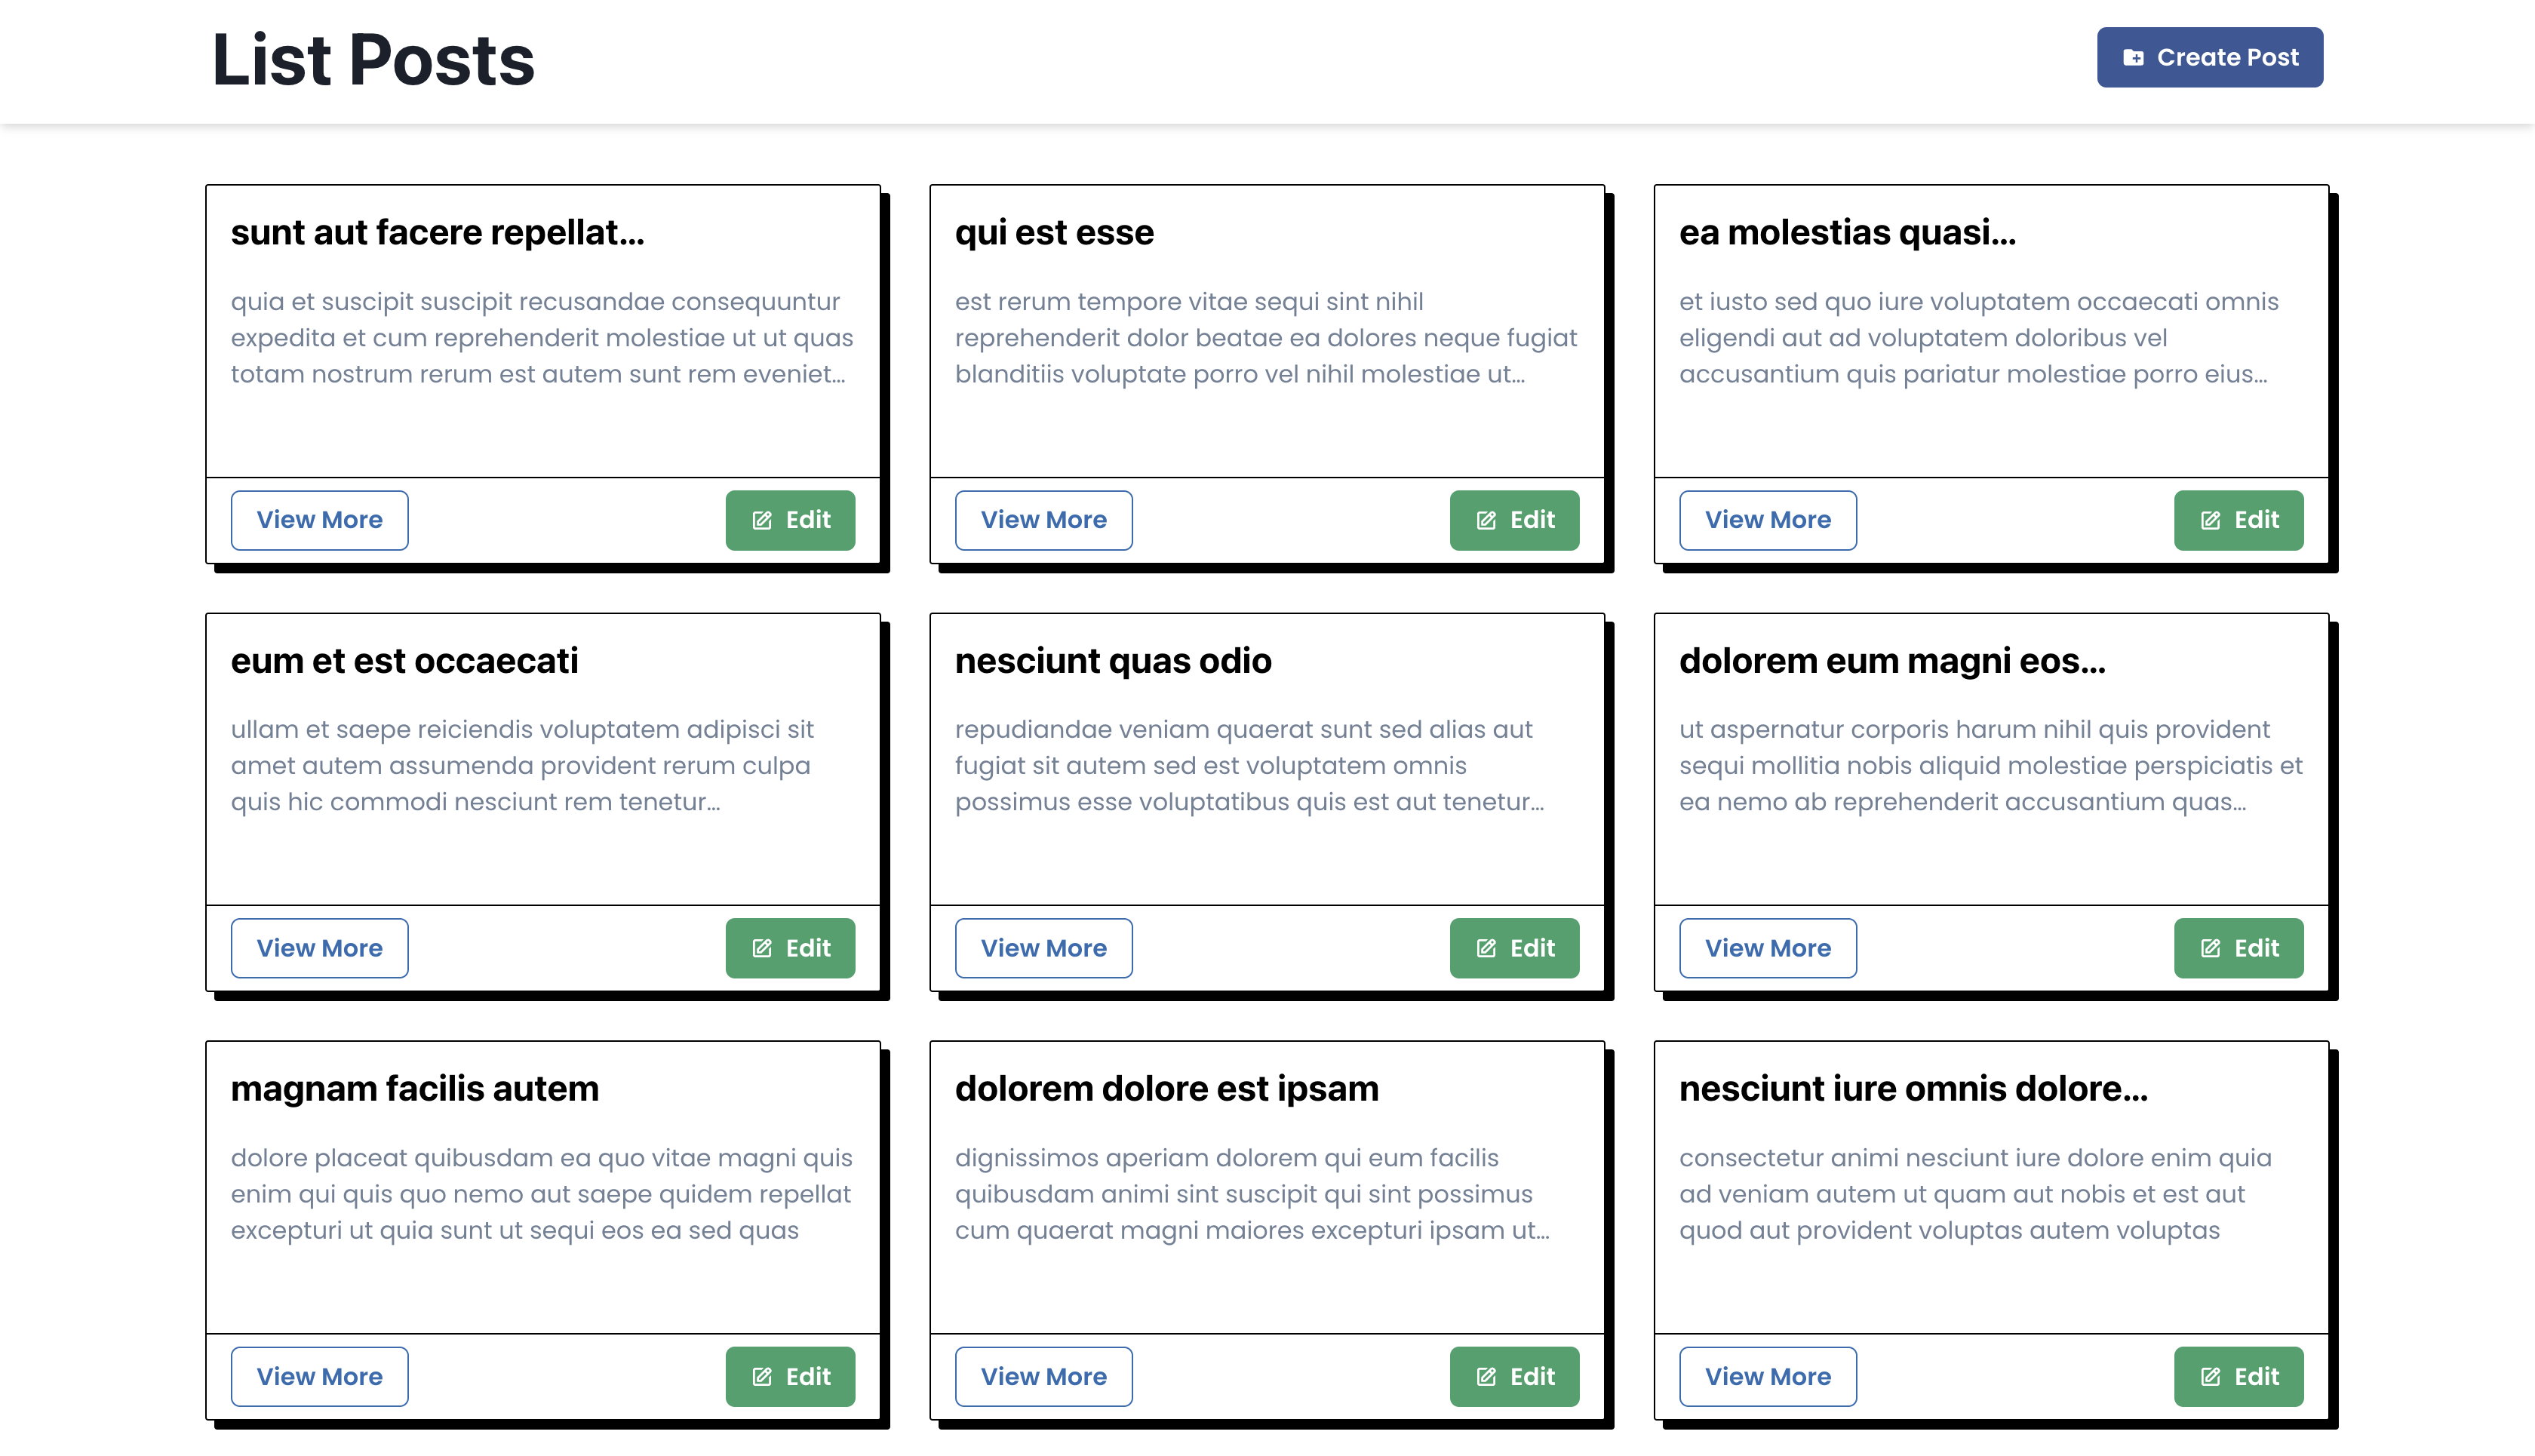 List Posts
Create Post
sunt aut facere repellat...
quia et suscipit suscipit recusandae consequuntur
expedita et cum reprehenderit molestiae ut ut quas
totam nostrum rerum est autem sunt rem eveniet...
View More
Edit
qui est esse
est rerum tempore vitae sequi sint nihil
reprehenderit dolor beatae ea dolores neque fugiat
blanditiis voluptate porro vel nihil molestiae ut...
View More
Edit
ea molestias quasi...
et iusto sed quo iure voluptatem occaecati omnis
eligendi aut ad voluptatem doloribus vel
accusantium quis pariatur molestiae porro eius...
View More
Edit
eum et est occaecati
ullam et saepe reiciendis voluptatem adipisci sit
amet autem assumenda provident rerum culpa
quis hic commodi nesciunt rem tenetur...
View More
Edit
nesciunt quas odio
repudiandae veniam quaerat sunt sed alias aut
fugiat sit autem sed est voluptatem omnis
possimus esse voluptatibus quis est aut tenetur...
View More
Edit
dolorem eum magni eos...
ut aspernatur corporis harum nihil quis provident
sequi mollitia nobis aliquid molestiae perspiciatis et
ea nemo ab reprehenderit accusantium quas...
View More
Edit
magnam facilis autem
dolore placeat quibusdam ea quo vitae magni quis
enim qui quis quo nemo aut saepe quidem repellat
excepturi ut quia sunt ut sequi eos ea sed quas
View More
Edit
dolorem dolore est ipsam
dignissimos aperiam dolorem qui eum facilis
quibusdam animi sint suscipit qui sint possimus
cum quaerat magni maiores excepturi ipsam ut...
View More
Edit
nesciunt iure omnis dolore...
consectetur animi nesciunt iure dolore enim quia
ad veniam autem ut quam aut nobis et est aut
quod aut provident voluptas autem voluptas
View More
Edit